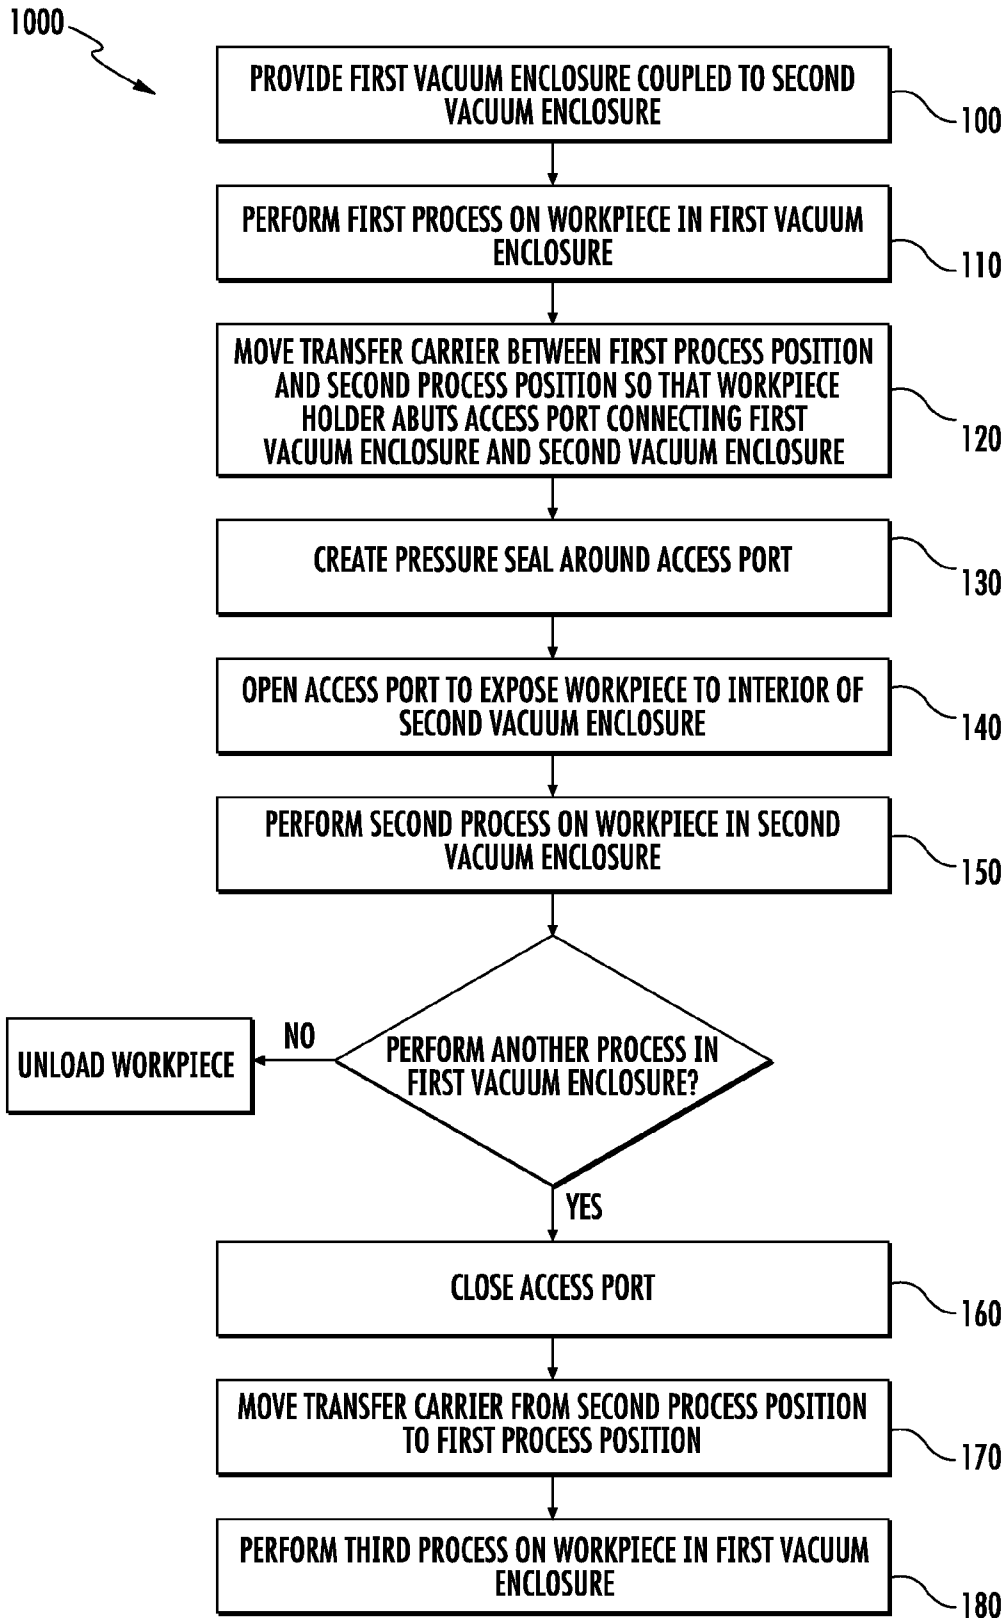 1000
PROVIDE FIRST VACUUM ENCLOSURE COUPLED TO SECOND
VACUUM ENCLOSURE
100
PERFORM FIRST PROCESS ON WORKPIECE IN FIRST VACUUM
ENCLOSURE
110
MOVE TRANSFER CARRIER BETWEEN FIRST PROCESS POSITION
AND SECOND PROCESS POSITION SO THAT WORKPIECE
HOLDER ABUTS ACCESS PORT CONNECTING FIRST
VACUUM ENCLOSURE AND SECOND VACUUM ENCLOSURE
120
CREATE PRESSURE SEAL AROUND ACCESS PORT
130
OPEN ACCESS PORT TO EXPOSE WORKPIECE TO INTERIOR OF
SECOND VACUUM ENCLOSURE
140
PERFORM SECOND PROCESS ON WORKPIECE IN SECOND
VACUUM ENCLOSURE
150
PERFORM ANOTHER PROCESS IN
FIRST VACUUM ENCLOSURE?
NO
UNLOAD WORKPIECE
YES
CLOSE ACCESS PORT
160
MOVE TRANSFER CARRIER FROM SECOND PROCESS POSITION
TO FIRST PROCESS POSITION
170
PERFORM THIRD PROCESS ON WORKPIECE IN FIRST VACUUM
ENCLOSURE
180